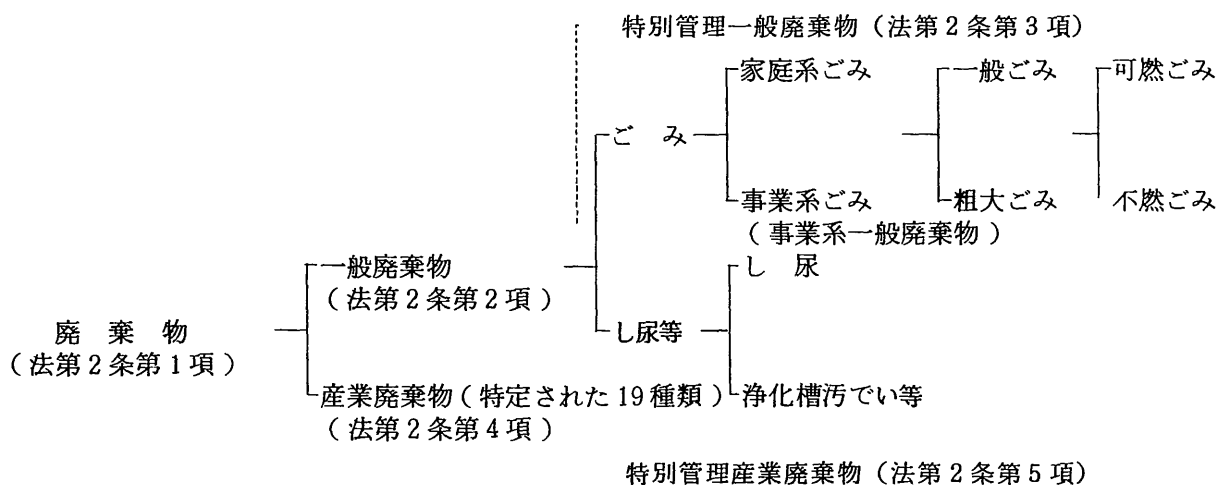 特別管理一般廃棄物（法第2条第3項）
家庭系ごみ 一般ごみ 可燃ごみ
ご み
事業系ごみ 粗大ごみ 不燃ごみ
（事業系一般廃棄物）
一般廃棄物 し 尿
（法第2条第2項）
廃 棄 物 し尿等
（法第2条第1項）
産業廃棄物（特定された19種類） 浄化槽汚でい等
（法第2条第4項）
特別管理産業廃棄物（法第2条第5項）